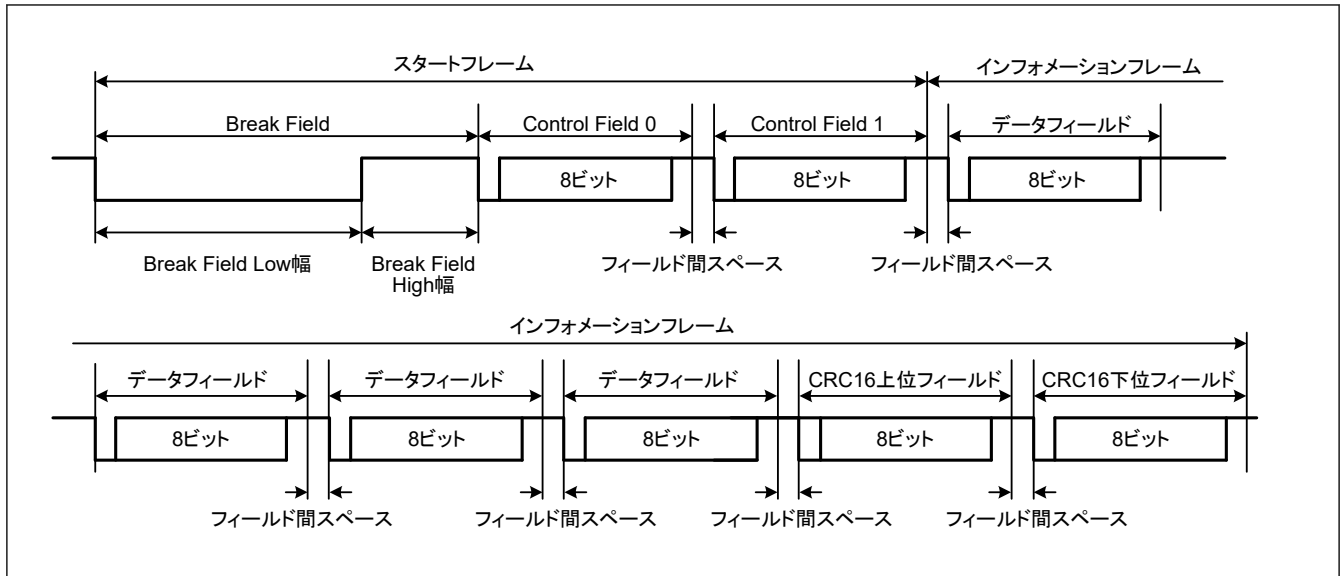 スタートフレーム
インフォメーションフレーム
Break Field
Control Field 0
Control Field 1
データフィールド
8ビット
8ビット
8ビット
Break Field Low幅
Break Field
High幅
フィールド間スペース
フィールド間スペース
インフォメーションフレーム
データフィールド
データフィールド
データフィールド
CRC16上位フィールド
CRC16下位フィールド
8ビット
8ビット
8ビット
8ビット
8ビット
フィールド間スペース
フィールド間スペース
フィールド間スペース
フィールド間スペース